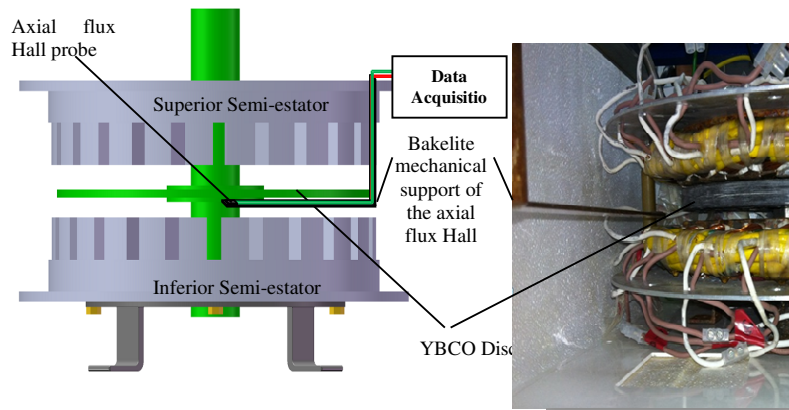 Axial flux
Hall probe
Superior Semi-estator
Data
Acquisitio
Bakelite
mechanical
support of
the axial
flux Hall
Inferior Semi-estator
YBCO Disc